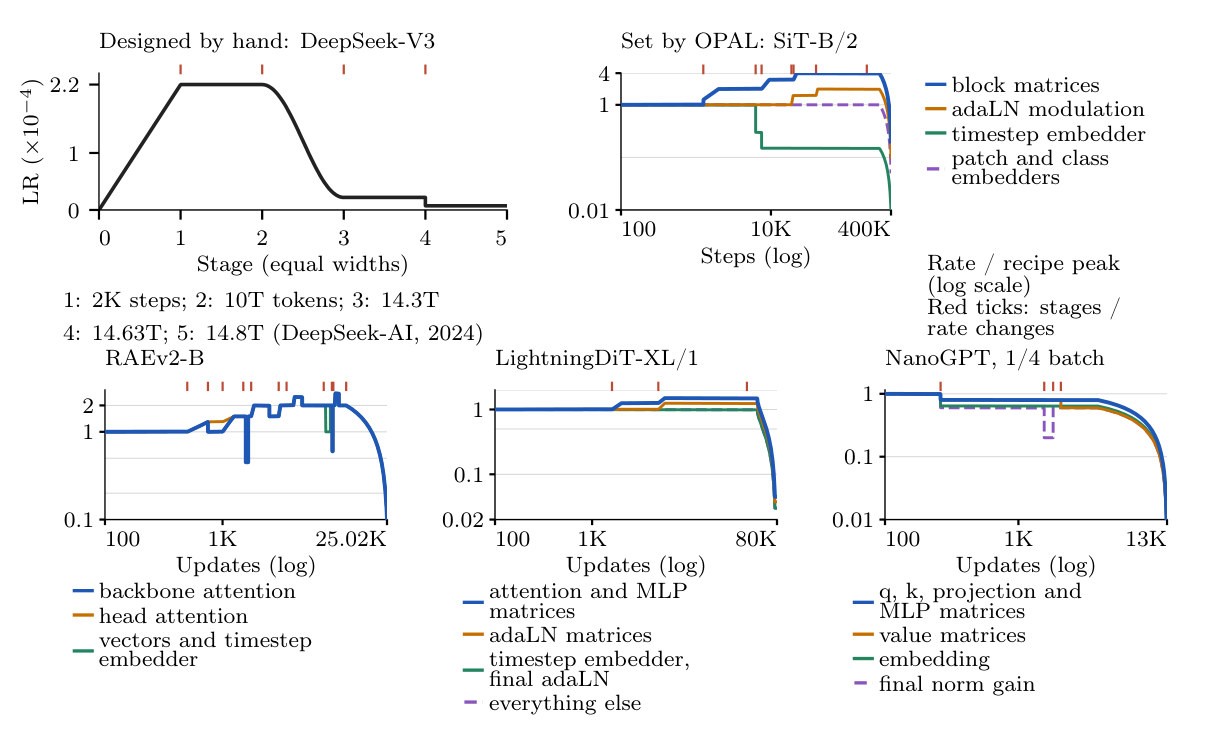 Designed by hand: DeepSeek-V3
LR (×10⁻⁴)
2.2
1
0
0 1 2 3 4 5
Stage (equal widths)
1: 2K steps; 2: 10T tokens; 3: 14.3T
4: 14.63T; 5: 14.8T (DeepSeek-AI, 2024)
Set by OPAL: SiT-B/2
4
1
0.01
100 10K 400K
Steps (log)
block matrices
adaLN modulation
timestep embedder
patch and class
embedders
Rate / recipe peak
(log scale)
Red ticks: stages /
rate changes
RAEv2-B
2
1
0.1
100 1K 25.02K
Updates (log)
backbone attention
head attention
vectors and timestep
embedder
LightningDiT-XL/1
1
0.1
0.02
100 1K 80K
Updates (log)
attention and MLP
matrices
adaLN matrices
timestep embedder,
final adaLN
everything else
NanoGPT, 1/4 batch
1
0.1
0.01
100 1K 13K
Updates (log)
q, k, projection and
MLP matrices
value matrices
embedding
final norm gain